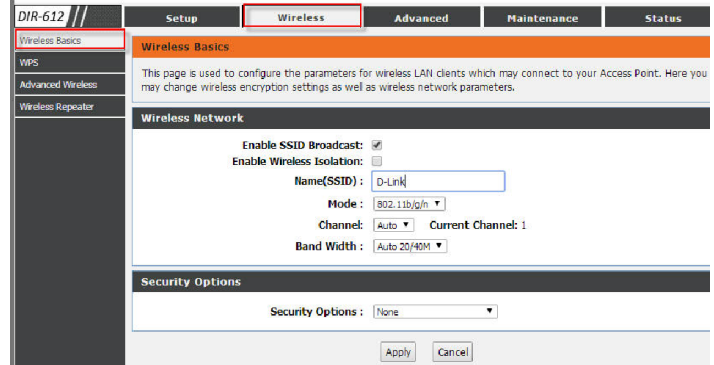 DIR-612 // Setup Wireless Advanced Maintenance Status
Wireless Basics
WPS
Advanced Wireless
Wireless Repeater
Wireless Basics
This page is used to configure the parameters for wireless LAN clients which may connect to your Access Point. Here you
may change wireless encryption settings as well as wireless network parameters.
Wireless Network
Enable SSID Broadcast:
Enable Wireless Isolation:
Name(SSID) : D-Link
Mode : 802.11b/g/n
Channel: Auto Current Channel: 1
Band Width : Auto 20/40M
Security Options
Security Options : None
Apply Cancel